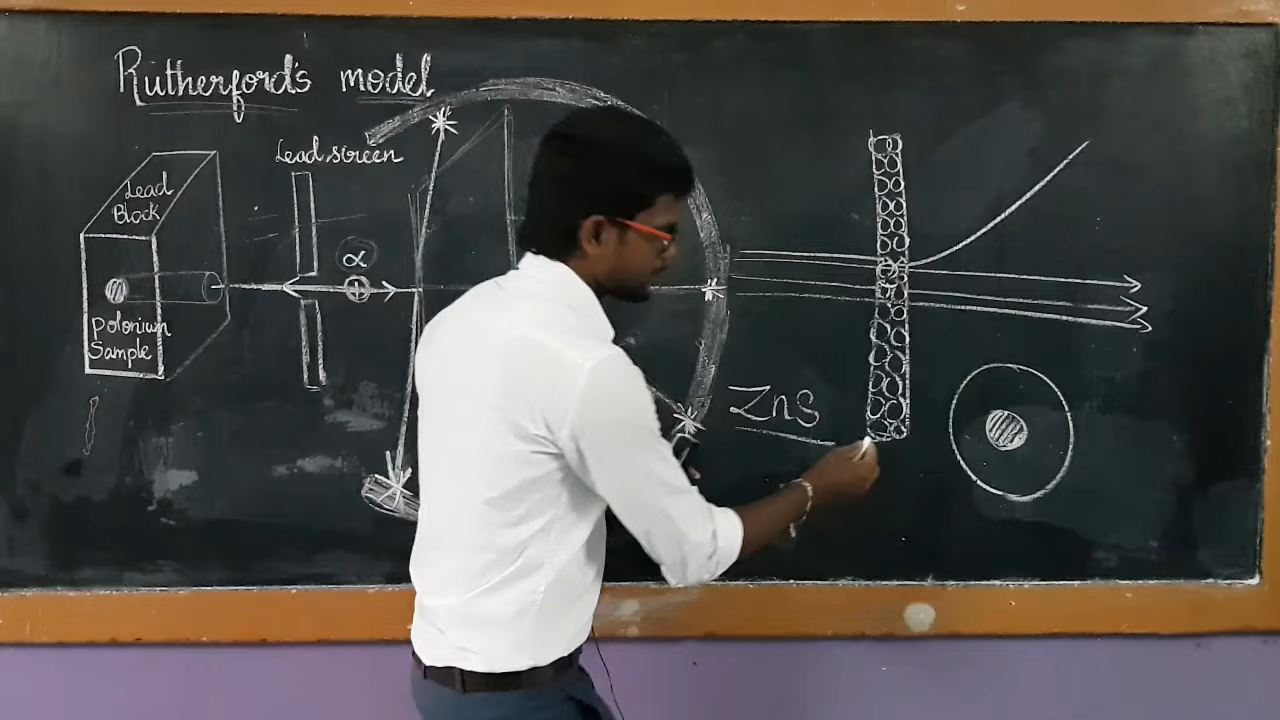 Rutherford's model
Lead screen
Lead
Block
α
+
Polonium
Sample
ZnS